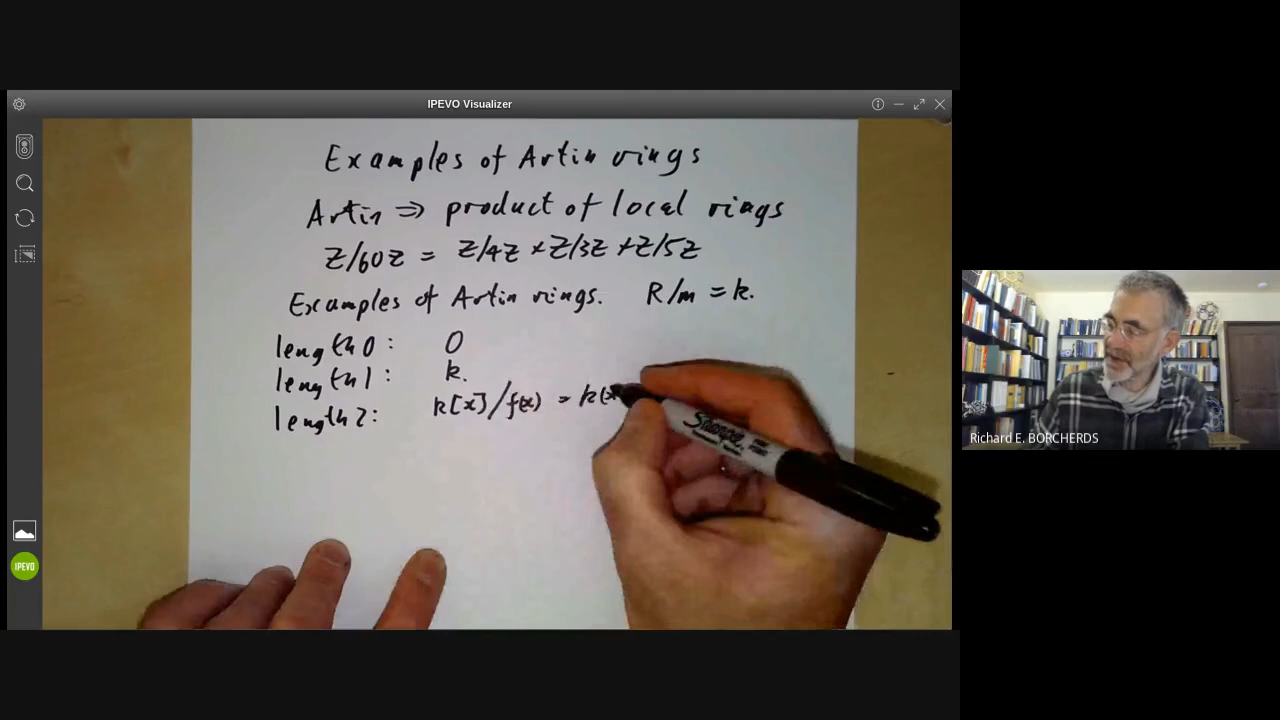 IPEVO Visualizer
Examples of Artin rings
Artin ⇒ product of local rings
Z/60Z = Z/4Z × Z/3Z × Z/5Z
Examples of Artin rings. R/m = k.
length 0 : 0
length 1 : k.
length 2: k[x]/f(x) = k[x
Sharpie
IPEVO
Richard E. BORCHERDS